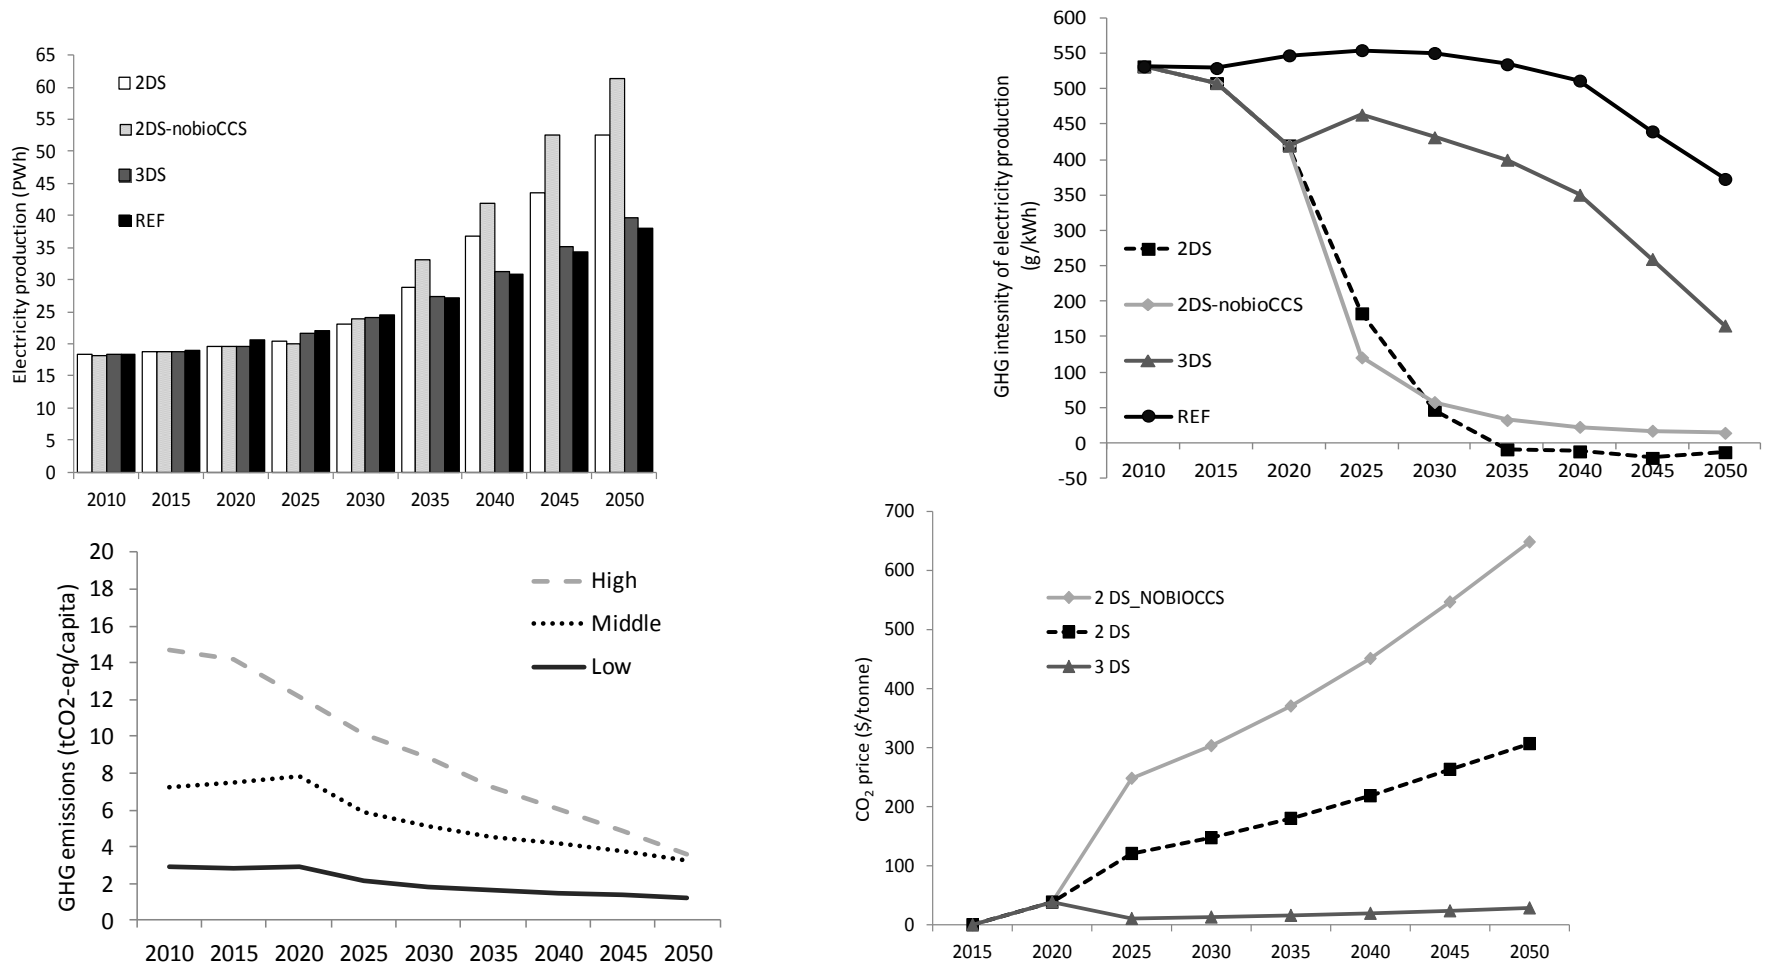 65
60
55
50
45
40
35
30
25
20
15
10
5
0
Electricity production (PWh)
2DS
2DS-nobioCCS
3DS
REF
2010 2015 2020 2025 2030 2035 2040 2045 2050
600
550
500
450
400
350
300
250
200
150
100
50
0
-50
GHG intesnity of electricity production
(g/kWh)
2DS
2DS-nobioCCS
3DS
REF
2010 2015 2020 2025 2030 2035 2040 2045 2050
20
18
16
14
12
10
8
6
4
2
0
GHG emissions (tCO2-eq/capita)
High
Middle
Low
2010 2015 2020 2025 2030 2035 2040 2045 2050
700
600
500
400
300
200
100
0
CO₂ price ($/tonne)
2 DS_NOBIOCCS
2 DS
3 DS
2015 2020 2025 2030 2035 2040 2045 2050